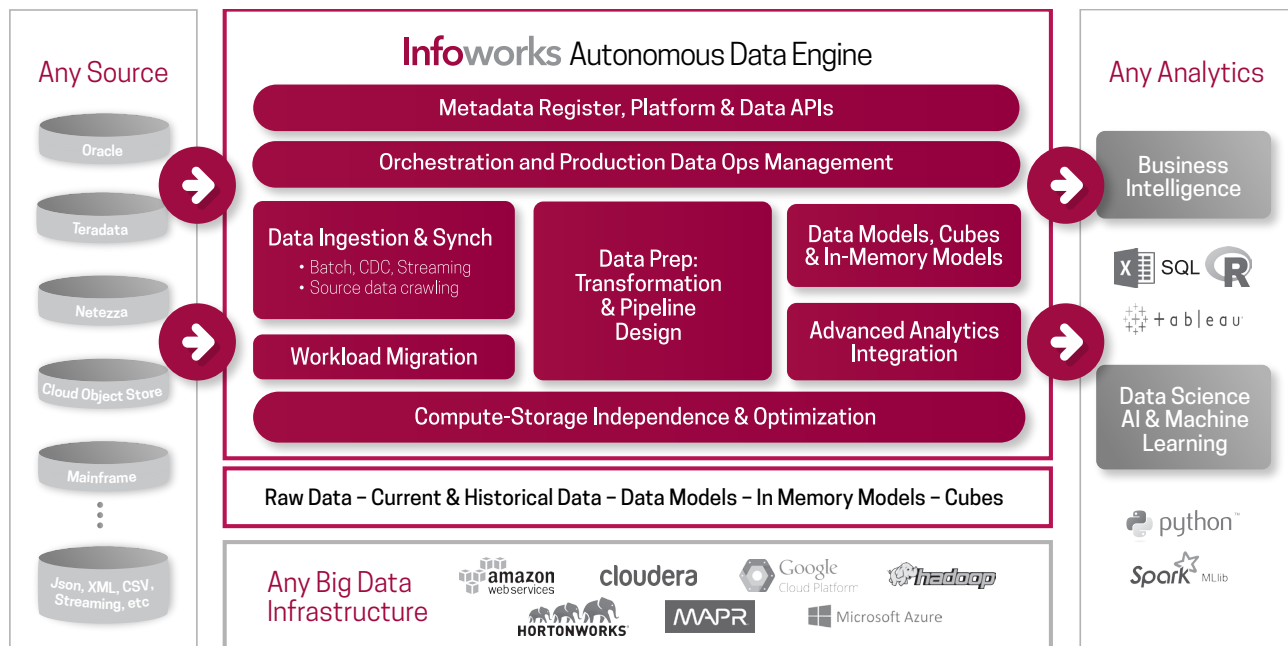 Any Source
Oracle
Teradata
Netezza
Cloud Object Store
Mainframe
Json, XML, CSV,
Streaming, etc
Infoworks Autonomous Data Engine
Metadata Register, Platform & Data APIs
Orchestration and Production Data Ops Management
Data Ingestion & Synch
• Batch, CDC, Streaming
• Source data crawling
Workload Migration
Data Prep:
Transformation
& Pipeline
Design
Data Models, Cubes
& In-Memory Models
Advanced Analytics
Integration
Compute-Storage Independence & Optimization
Raw Data – Current & Historical Data – Data Models – In Memory Models – Cubes
Any Big Data
Infrastructure
amazon
webservices
cloudera
Google
Cloud Platform
hadoop
HORTONWORKS
MAPR
Microsoft Azure
Any Analytics
Business
Intelligence
X
SQL
R
+ a b l e a u
Data Science
AI & Machine
Learning
python™
Spark MLlib